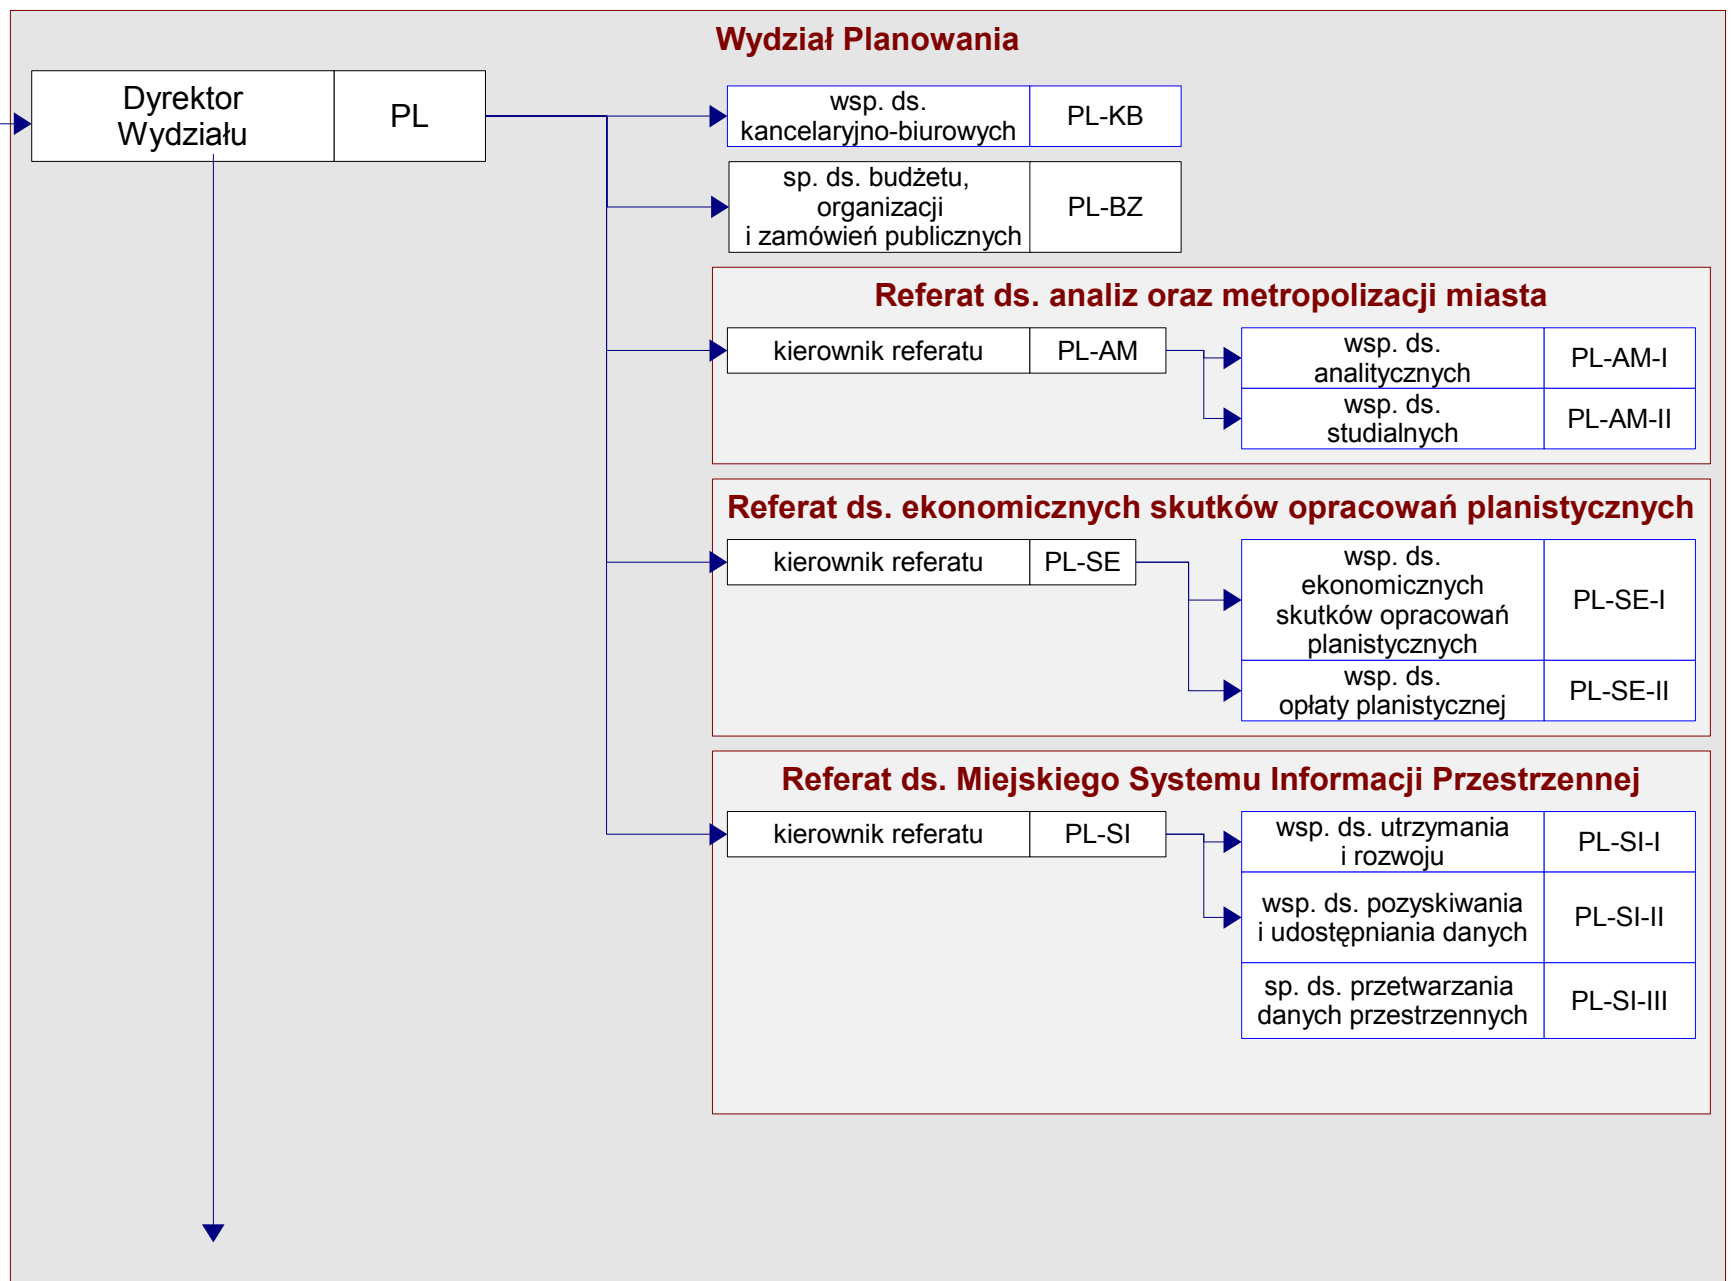 Wydział Planowania
Dyrektor
Wydziału
PL
wsp. ds.
kancelaryjno-biurowych
PL-KB
sp. ds. budżetu,
organizacji
i zamówień publicznych
PL-BZ
Referat ds. analiz oraz metropolizacji miasta
kierownik referatu
PL-AM
wsp. ds.
analitycznych
PL-AM-I
wsp. ds.
studialnych
PL-AM-II
Referat ds. ekonomicznych skutków opracowań planistycznych
kierownik referatu
PL-SE
wsp. ds.
ekonomicznych
skutków opracowań
planistycznych
PL-SE-I
wsp. ds.
opłaty planistycznej
PL-SE-II
Referat ds. Miejskiego Systemu Informacji Przestrzennej
kierownik referatu
PL-SI
wsp. ds. utrzymania
i rozwoju
PL-SI-I
wsp. ds. pozyskiwania
i udostępniania danych
PL-SI-II
sp. ds. przetwarzania
danych przestrzennych
PL-SI-III